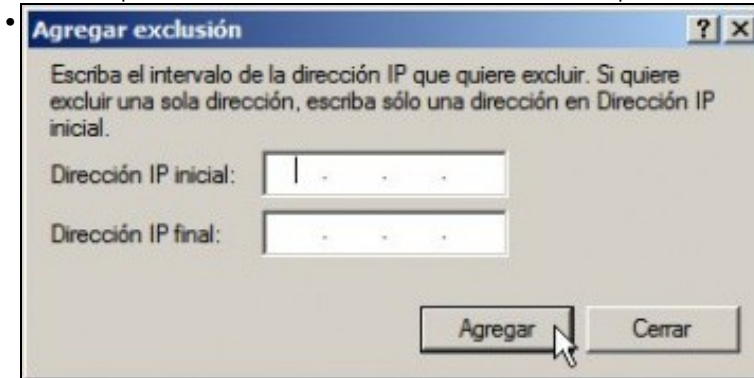 Agregar exclusión
Escriba el intervalo de la dirección IP que quiere excluir. Si quiere
excluir una sola dirección, escriba sólo una dirección en Dirección IP
inicial.
Dirección IP inicial:
Dirección IP final:
Agregar Cerrar